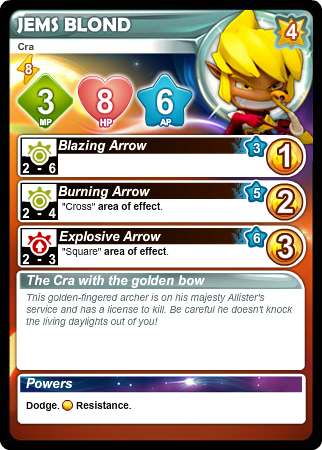 JEMS BLOND
4
Cra
8
3 MP
8 HP
6 AP
Blazing Arrow 3 1
2 - 6
Burning Arrow 5 2
2 - 4 "Cross" area of effect.
Explosive Arrow 6 3
2 - 3 "Square" area of effect.
The Cra with the golden bow
This golden-fingered archer is on his majesty Allister's
service and has a license to kill. Be careful he doesn't knock
the living daylights out of you!
Powers
Dodge. Resistance.